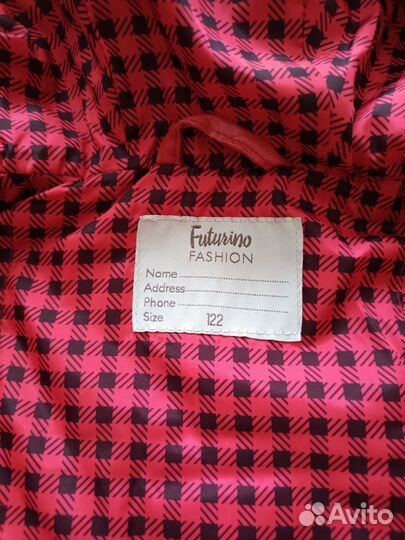 Futurino
FASHION
Name
Address
Phone
Size 122
Avito